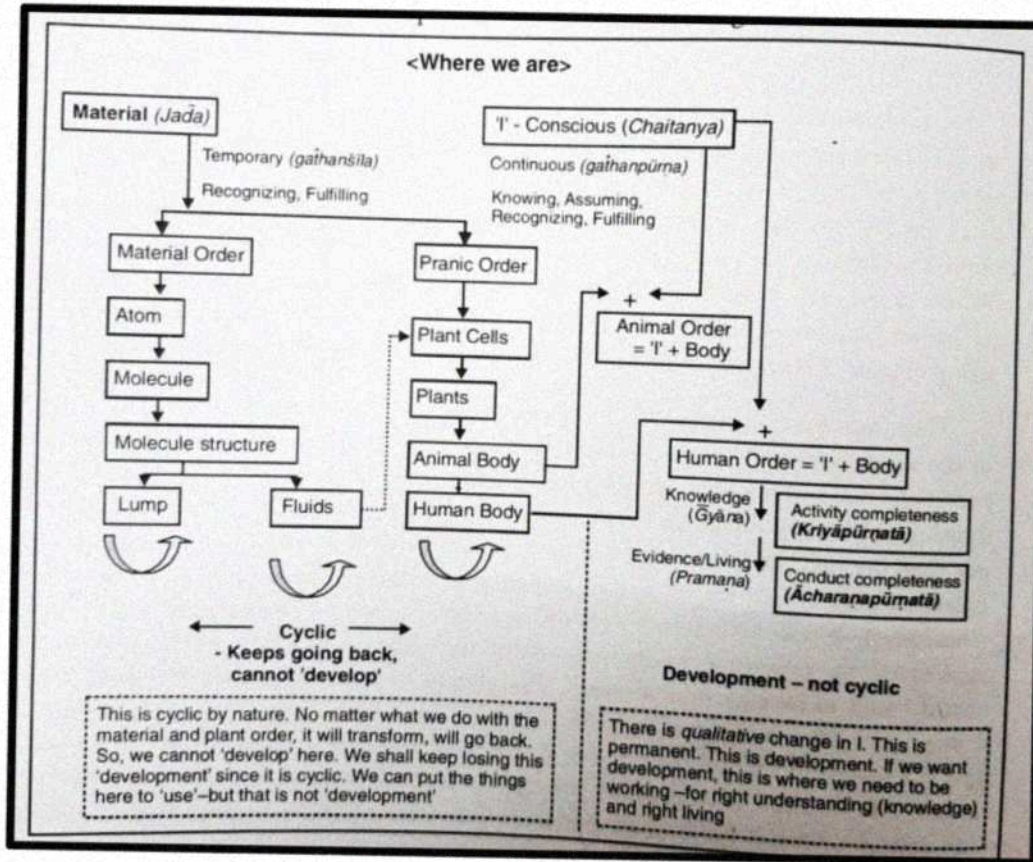 <Where we are>
Material (Jad̄a)
'I' - Conscious (Chaitanya)
Temporary (gat̄hanśīla)
Recognizing, Fulfilling
Continuous (gat̄hanpūrṇa)
Knowing, Assuming,
Recognizing, Fulfilling
Material Order
Pranic Order
Atom
+
Animal Order
= 'I' + Body
Plant Cells
Molecule
Plants
Molecule structure
+
Animal Body
Human Order = 'I' + Body
Lump
Fluids
Human Body
Knowledge
(Ḡyāna)
Activity completeness
(Kriyāpūrṇatā)
Evidence/Living
(Pramaṇa)
Conduct completeness
(Ācharaṇapūrṇatā)
Cyclic
- Keeps going back,
cannot 'develop'
Development – not cyclic
This is cyclic by nature. No matter what we do with the
material and plant order, it will transform, will go back.
So, we cannot 'develop' here. We shall keep losing this
'development' since it is cyclic. We can put the things
here to 'use'–but that is not 'development'
There is qualitative change in I. This is
permanent. This is development. If we want
development, this is where we need to be
working –for right understanding (knowledge)
and right living